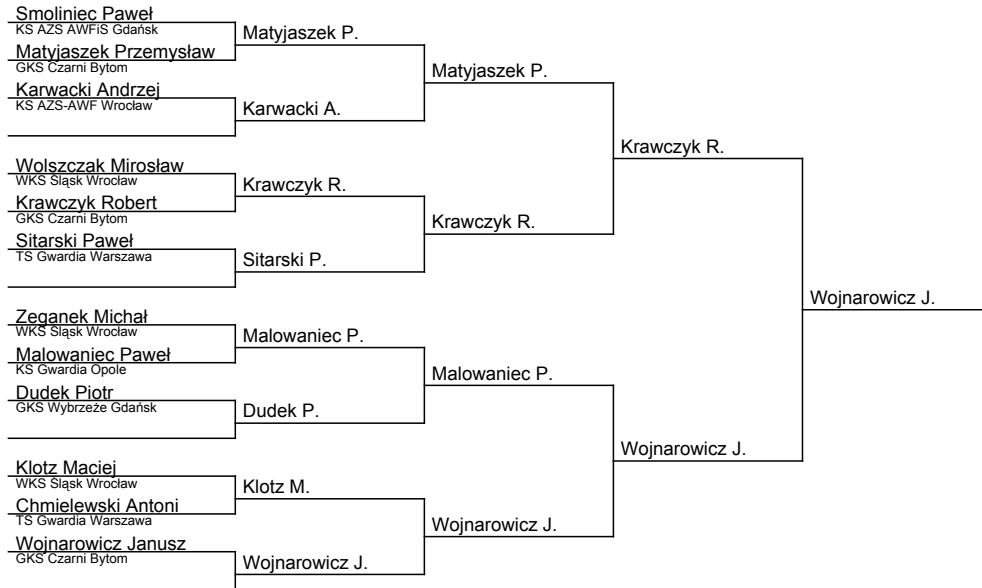 Smoliniec Paweł
KS AZS AWFiS Gdańsk
Matyjaszek Przemysław
GKS Czarni Bytom
Karwacki Andrzej
KS AZS-AWF Wrocław
Wolszczak Mirosław
WKS Śląsk Wrocław
Krawczyk Robert
GKS Czarni Bytom
Sitarski Paweł
TS Gwardia Warszawa
Zeganek Michał
WKS Śląsk Wrocław
Malowaniec Paweł
KS Gwardia Opole
Dudek Piotr
GKS Wybrzeże Gdańsk
Klotz Maciej
WKS Śląsk Wrocław
Chmielewski Antoni
TS Gwardia Warszawa
Wojnarowicz Janusz
GKS Czarni Bytom
Matyjaszek P.
Karwacki A.
Krawczyk R.
Sitarski P.
Malowaniec P.
Dudek P.
Klotz M.
Wojnarowicz J.
Matyjaszek P.
Krawczyk R.
Malowaniec P.
Wojnarowicz J.
Krawczyk R.
Wojnarowicz J.
Wojnarowicz J.